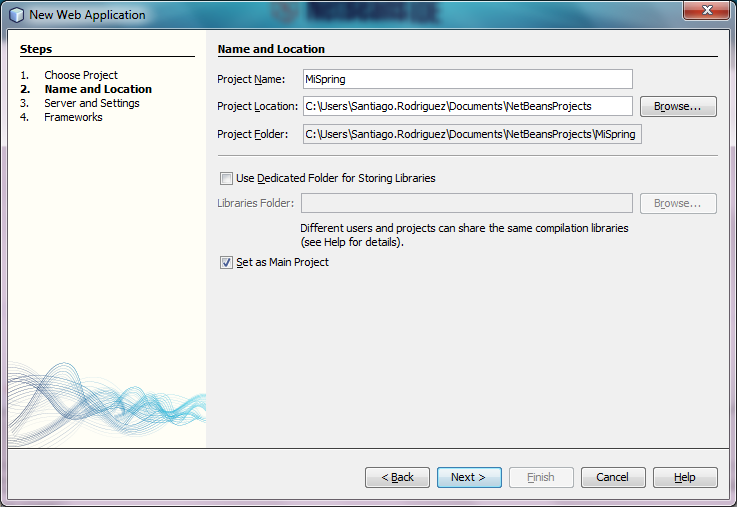 NetBeans IDE
New Web Application
Steps
1. Choose Project
2. Name and Location
3. Server and Settings
4. Frameworks
Name and Location
Project Name: MiSpring
Project Location: C:\Users\Santiago.Rodriguez\Documents\NetBeansProjects Browse...
Project Folder: C:\Users\Santiago.Rodriguez\Documents\NetBeansProjects\MiSpring
Use Dedicated Folder for Storing Libraries
Libraries Folder: Browse...
Different users and projects can share the same compilation libraries
(see Help for details).
Set as Main Project
< Back Next > Finish Cancel Help